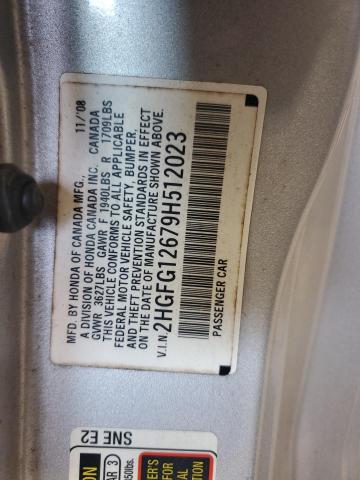 MFD. BY HONDA OF CANADA MFG., 11/08
A DIVISION OF HONDA CANADA INC. CANADA
GVWR 3627LBS GAWR F 1940LBS R 1709LBS
THIS VEHICLE CONFORMS TO ALL APPLICABLE
FEDERAL MOTOR VEHICLE SAFETY, BUMPER,
AND THEFT PREVENTION STANDARDS IN EFFECT
ON THE DATE OF MANUFACTURE SHOWN ABOVE.
V.I.N. 2HGFG12679H512023
PASSENGER CAR
SNE E2